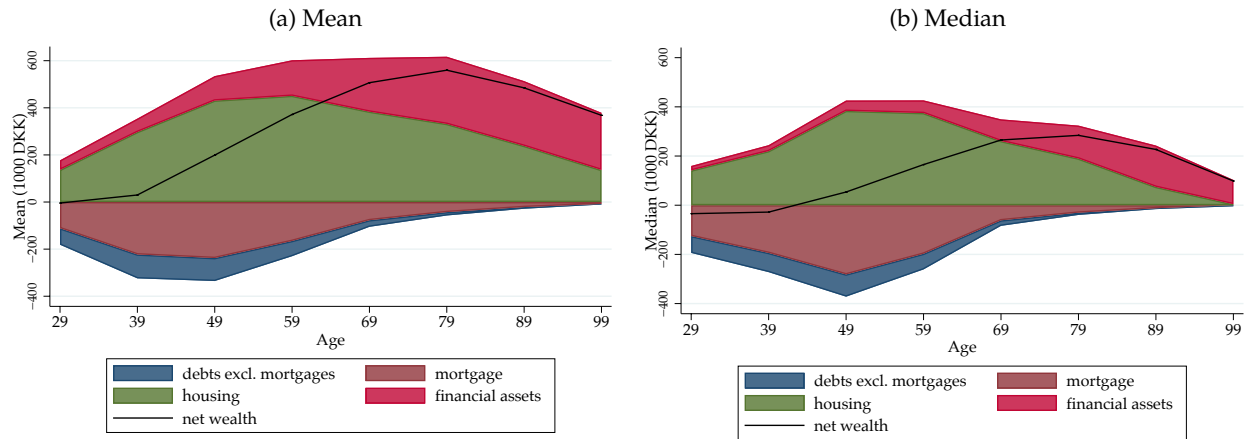 (a) Mean
Mean (1000 DKK)
600
400
200
0
−200
−400
29 39 49 59 69 79 89 99
Age
debts excl. mortgages mortgage
housing financial assets
net wealth
(b) Median
Median (1000 DKK)
600
400
200
0
−200
−400
29 39 49 59 69 79 89 99
Age
debts excl. mortgages mortgage
housing financial assets
net wealth